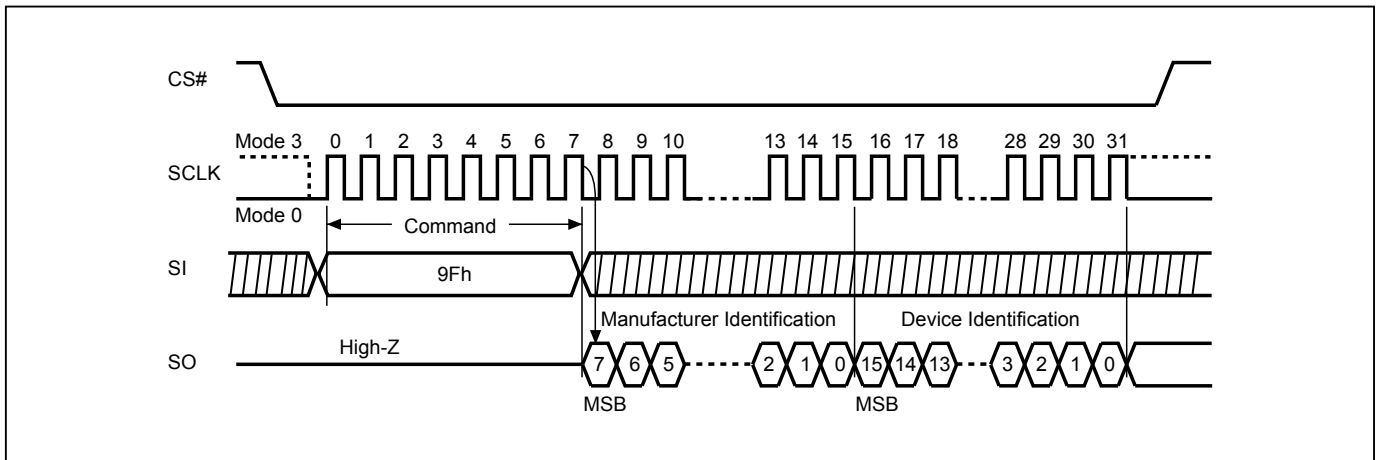 CS#
Mode 3 0 1 2 3 4 5 6 7 8 9 10 13 14 15 16 17 18 28 29 30 31
SCLK
Mode 0
Command
SI
9Fh
Manufacturer Identification Device Identification
High-Z
SO
7 6 5 2 1 0 15 14 13 3 2 1 0
MSB MSB